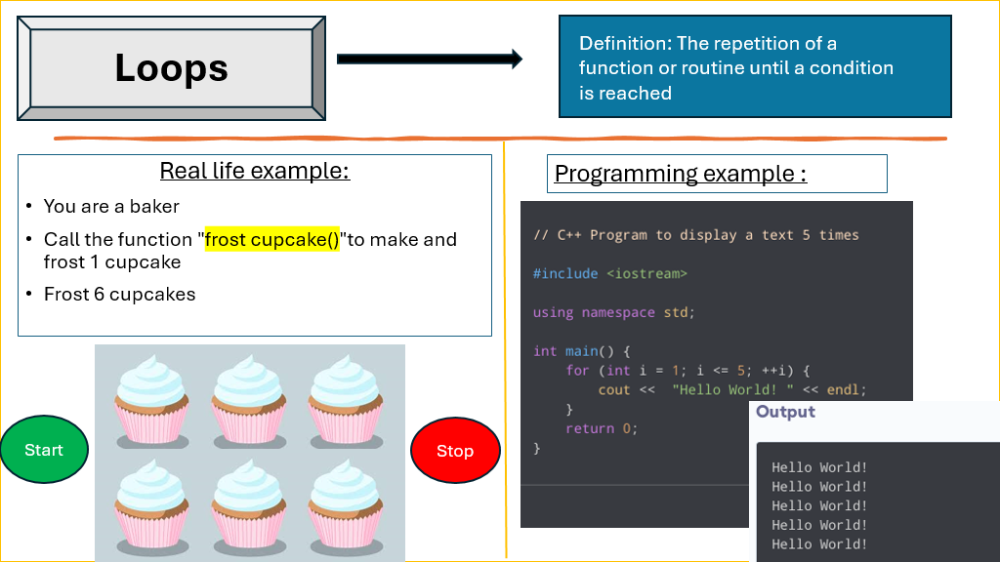 Loops
Definition: The repetition of a
function or routine until a condition
is reached
Real life example:
• You are a baker
• Call the function "frost cupcake()"to make and
frost 1 cupcake
• Frost 6 cupcakes
Start
Stop
Programming example :
// C++ Program to display a text 5 times
#include <iostream>
using namespace std;
int main() {
    for (int i = 1; i <= 5; ++i) {
        cout <<  "Hello World! " << endl;
    }
    return 0;
}
Output
Hello World!
Hello World!
Hello World!
Hello World!
Hello World!